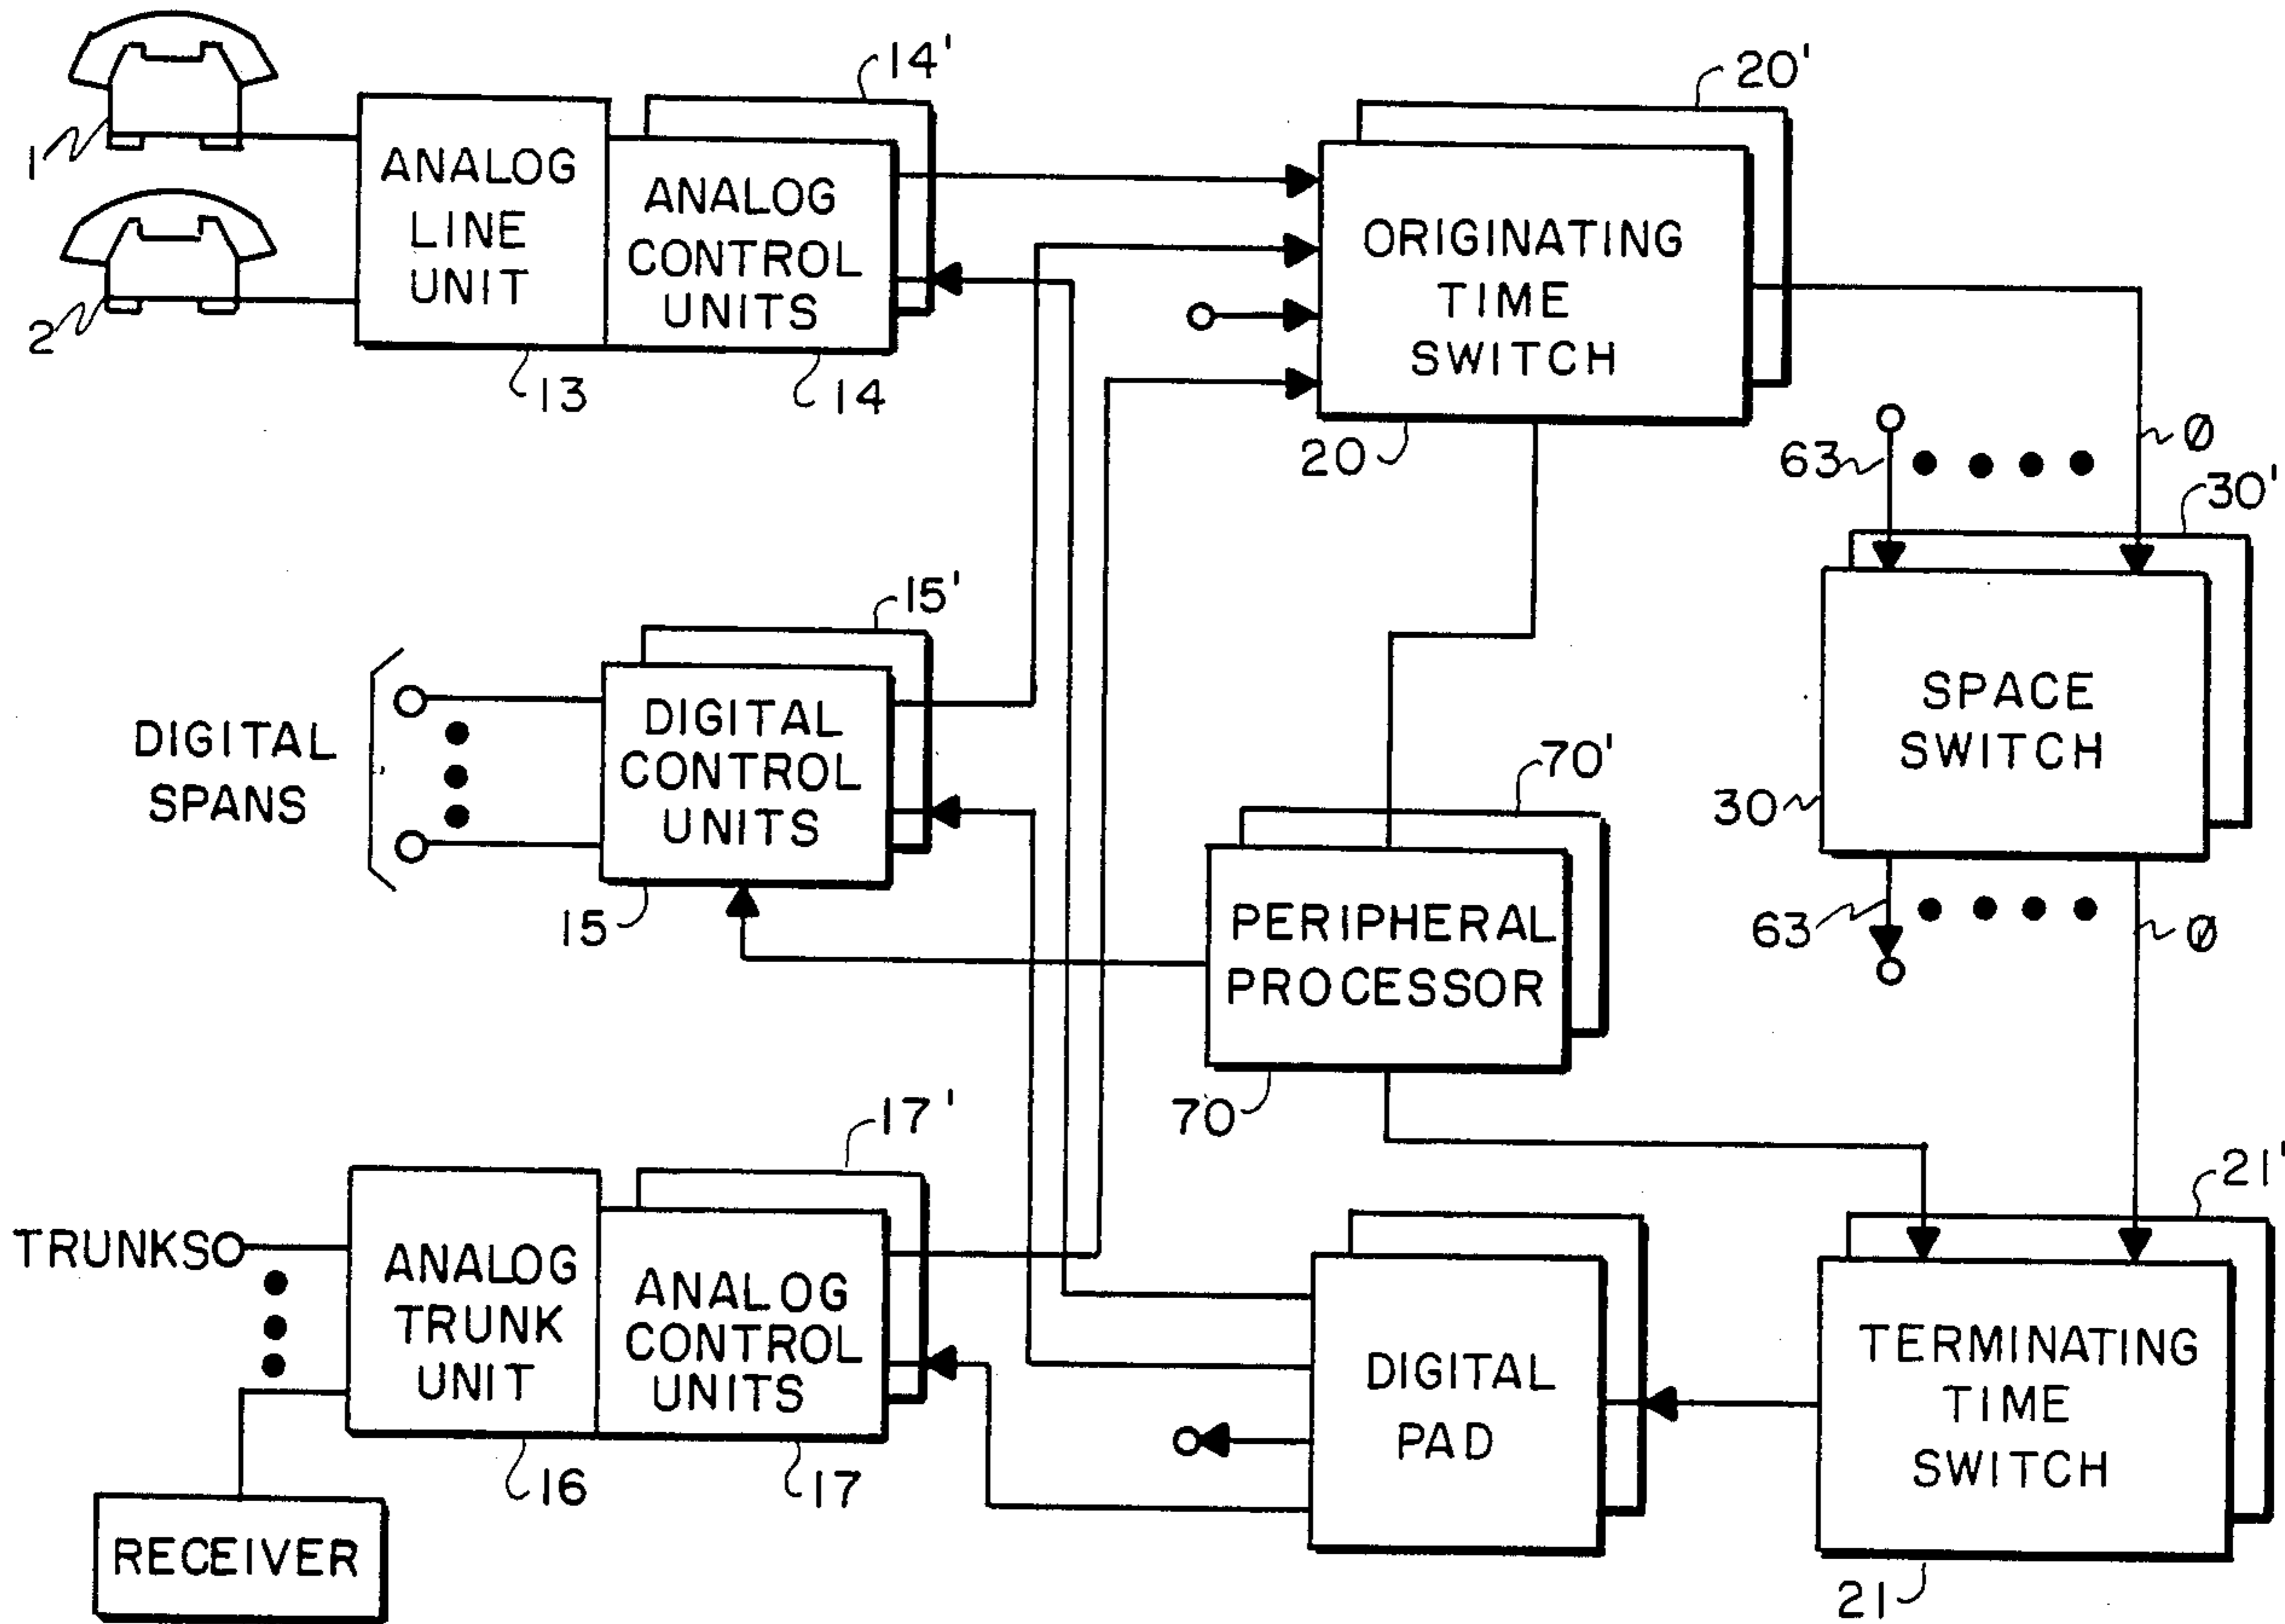 14'
20'
1
ANALOG
LINE
UNIT
ANALOG
CONTROL
UNITS
ORIGINATING
TIME
SWITCH
2
13
14
20
63
Ø
30'
15'
DIGITAL
SPANS
DIGITAL
CONTROL
UNITS
70'
SPACE
SWITCH
30
15
PERIPHERAL
PROCESSOR
63
Ø
70
17'
21'
TRUNKS
ANALOG
TRUNK
UNIT
ANALOG
CONTROL
UNITS
DIGITAL
PAD
TERMINATING
TIME
SWITCH
16
17
RECEIVER
21